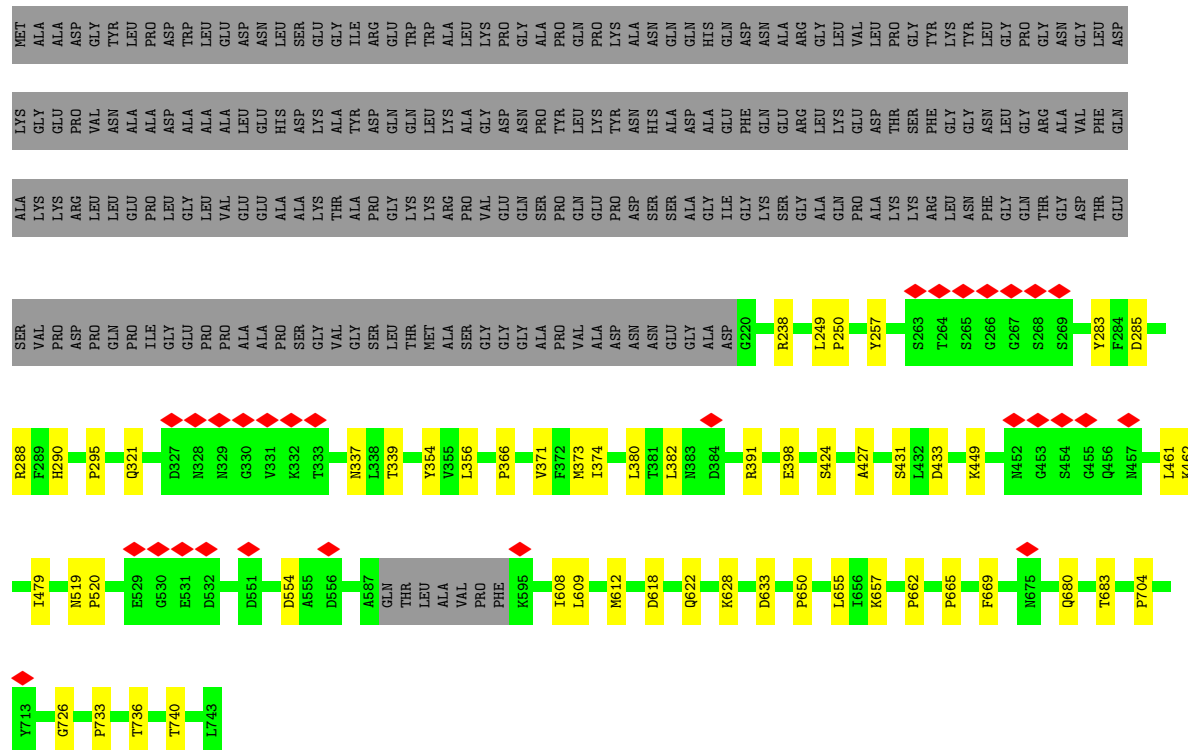 MET ALA ALA ASP GLY TYR LEU PRO ASP TRP LEU GLU ASP ASN LEU SER GLU GLY ILE ARG GLU TRP TRP ALA LEU LYS PRO GLY ALA PRO GLN PRO LYS ALA ASN GLN GLN HIS GLN ASP ASN ALA ARG GLY LEU VAL LEU PRO GLY TYR LYS TYR LEU GLY PRO GLY ASN GLY LEU ASP
LYS GLY GLU PRO VAL ASN ALA ALA ASP ALA ALA ALA LEU GLU HIS ASP LYS ALA TYR ASP GLN GLN LEU LYS ALA GLY ASP ASN PRO TYR LEU LYS TYR ASN HIS ALA ASP ALA GLU PHE GLN GLU ARG LEU LYS GLU ASP THR SER PHE GLY GLY ASN LEU GLY ARG ALA VAL PHE GLN
ALA LYS LYS ARG LEU LEU GLU PRO LEU GLY LEU VAL GLU GLU ALA ALA LYS THR ALA PRO GLY LYS LYS ARG PRO VAL GLU GLN SER PRO GLN GLU PRO ASP SER SER ALA GLY ILE GLY LYS SER GLY ALA GLN PRO ALA LYS LYS ARG LEU ASN PHE GLY GLN THR GLY ASP THR GLU
SER VAL PRO ASP PRO GLN PRO ILE GLY GLU PRO PRO ALA ALA PRO SER GLY VAL GLY SER LEU THR MET ALA SER GLY GLY GLY ALA PRO VAL ALA ASP ASN ASN GLU GLY ALA ASP G220 R238 L249 P250 Y257 S263 T264 S265 G266 G267 S268 S269 Y283 F284 D285
R288 F289 H290 P295 Q321 D327 N328 N329 G330 V331 K332 T333 N337 L338 T339 Y354 V355 L356 P366 V371 F372 M373 I374 L380 T381 L382 N383 D384 R391 E398 S424 A427 S431 L432 D433 K449 N452 G453 S454 G455 Q456 N457 L461 K462
I479 N519 P520 E529 G530 E531 D532 D551 D554 A555 D556 A587 GLN THR LEU ALA VAL PRO PHE K595 I608 L609 M612 D618 Q622 K628 D633 P650 L655 I656 K657 P662 P665 F669 N675 Q680 T683 P704
Y713 G726 P733 T736 T740 L743